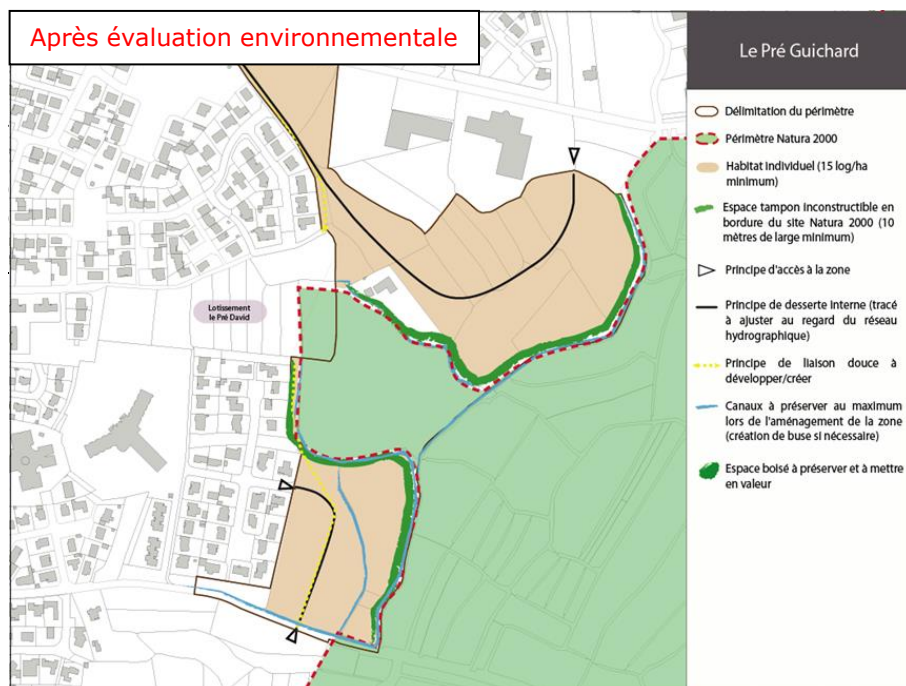 Après évaluation environnementale
Le Pré Guichard
Délimitation du périmètre
Périmètre Natura 2000
Habitat individuel (15 log/ha
minimum)
Espace tampon inconstructible en
bordure du site Natura 2000 (10
mètres de large minimum)
Principe d'accès à la zone
Principe de desserte interne (tracé
à ajuster au regard du réseau
hydrographique)
Principe de liaison douce à
développer/créer
Canaux à préserver au maximum
lors de l'aménagement de la zone
(création de buse si nécessaire)
Espace boisé à préserver et à mettre
en valeur
Lotissement
le Pré David